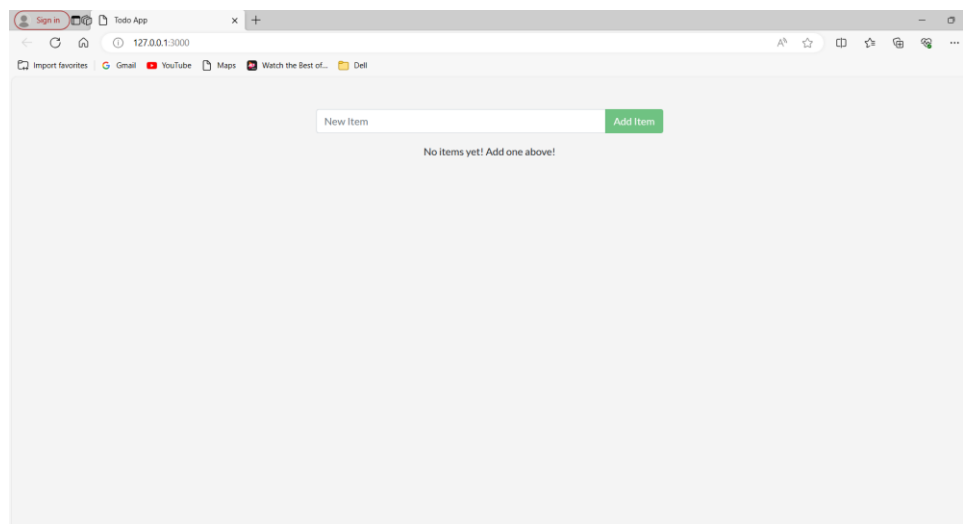 Sign in Todo App
127.0.0.1:3000
Import favorites Gmail YouTube Maps Watch the Best of... Dell
New Item Add Item
No items yet! Add one above!